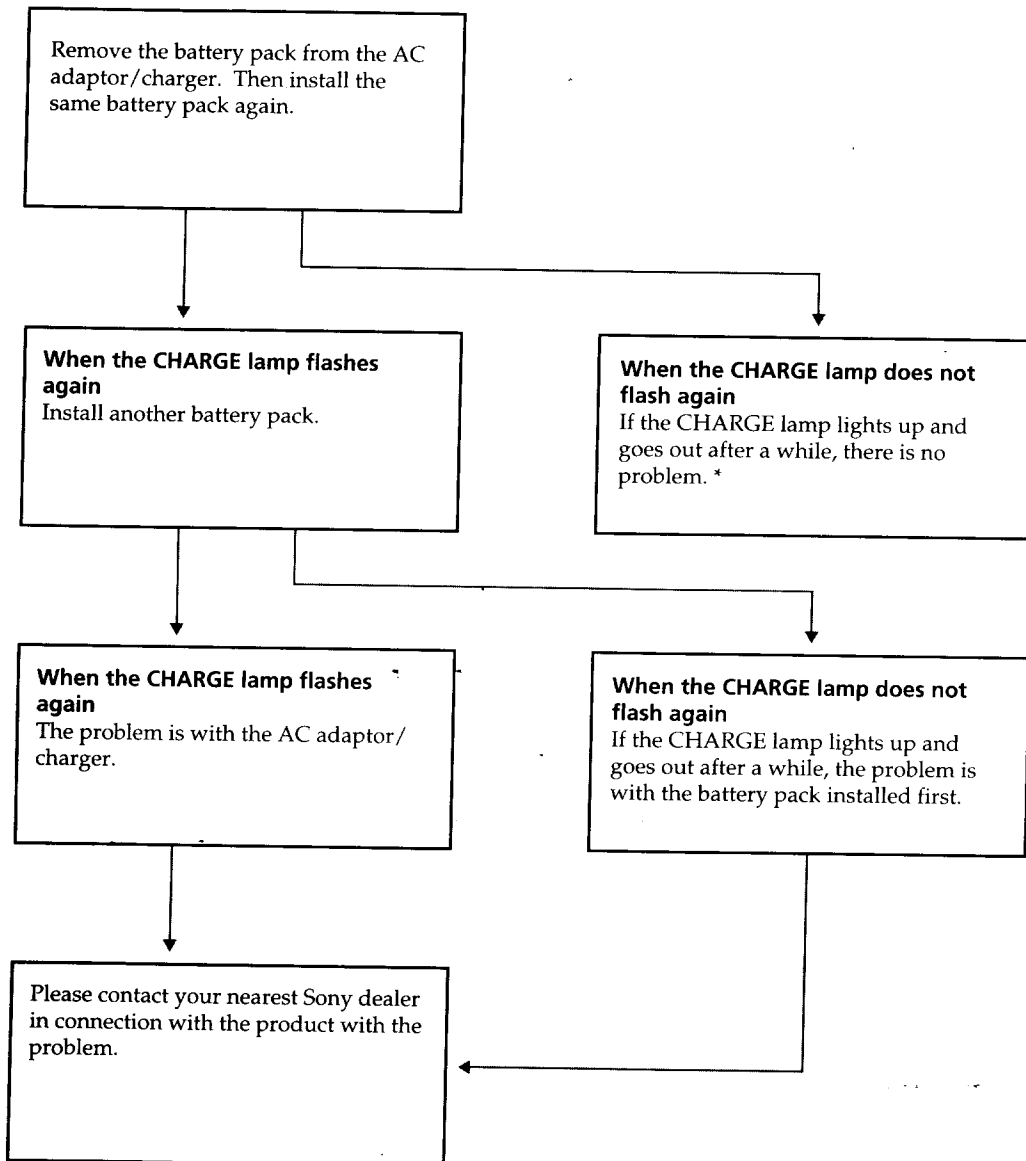 Remove the battery pack from the AC
adaptor/charger. Then install the
same battery pack again.
When the CHARGE lamp flashes
again
Install another battery pack.
When the CHARGE lamp does not
flash again
If the CHARGE lamp lights up and
goes out after a while, there is no
problem. *
When the CHARGE lamp flashes
again
The problem is with the AC adaptor/
charger.
When the CHARGE lamp does not
flash again
If the CHARGE lamp lights up and
goes out after a while, the problem is
with the battery pack installed first.
Please contact your nearest Sony dealer
in connection with the product with the
problem.